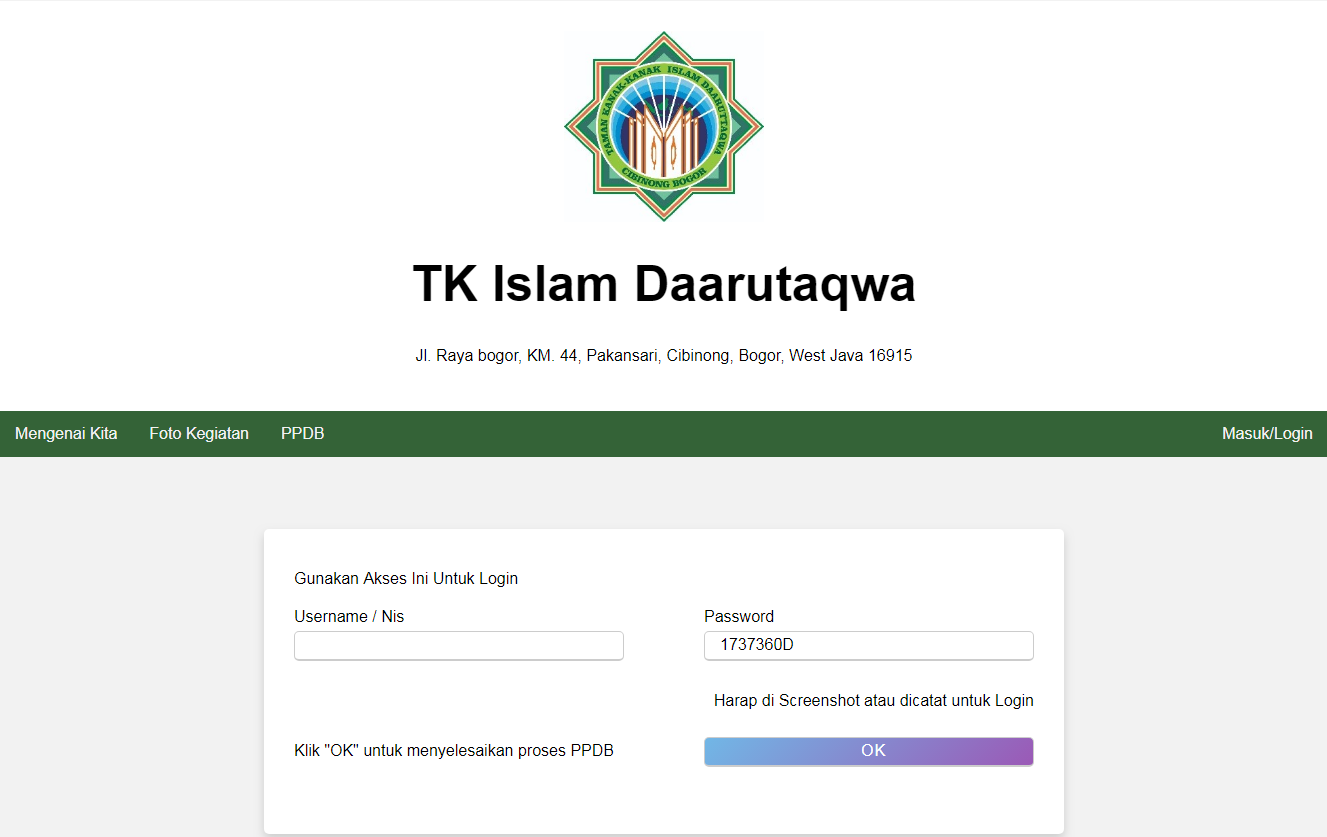 TAMAN KANAK-KANAK ISLAM DAARUTTAQWA
CIBINONG BOGOR
TK Islam Daarutaqwa
Jl. Raya bogor, KM. 44, Pakansari, Cibinong, Bogor, West Java 16915
Mengenai Kita Foto Kegiatan PPDB Masuk/Login
Gunakan Akses Ini Untuk Login
Username / Nis Password
1737360D
Harap di Screenshot atau dicatat untuk Login
Klik "OK" untuk menyelesaikan proses PPDB OK